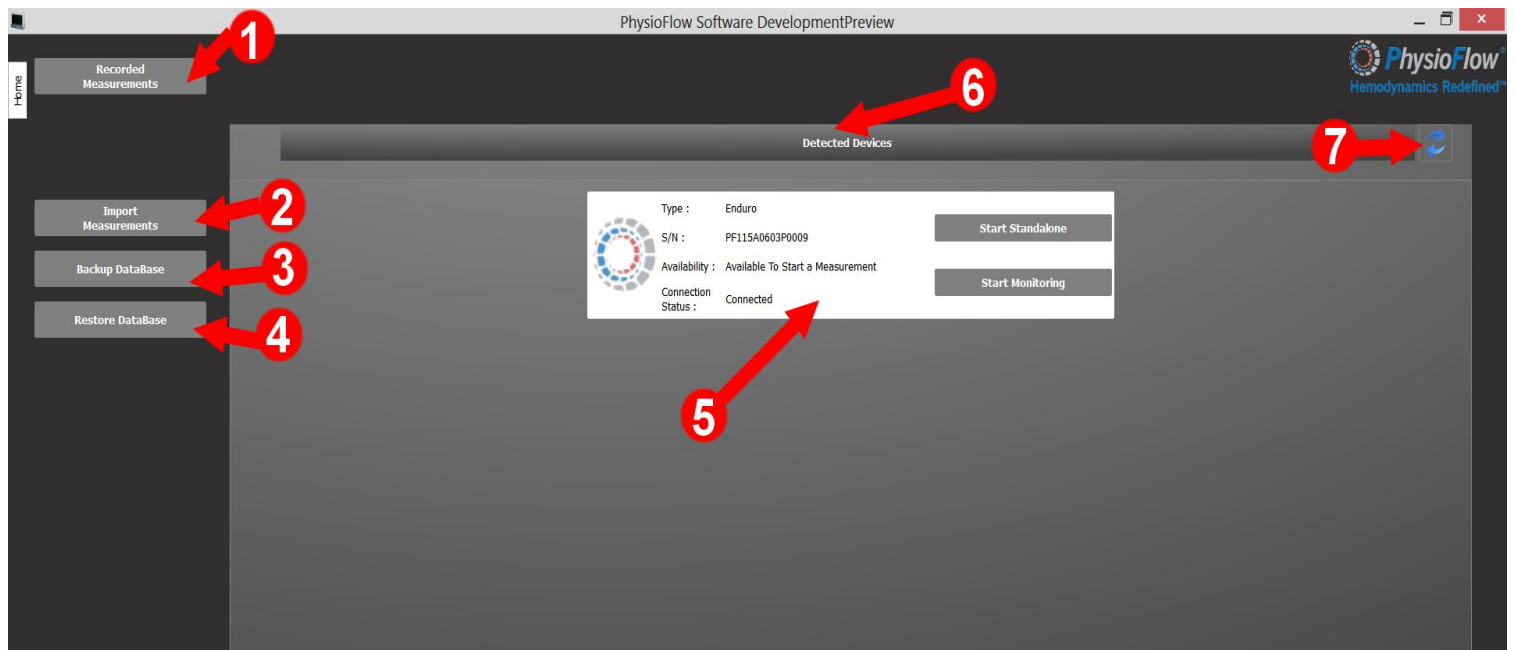 PhysioFlow Software DevelopmentPreview
1
Home
Recorded
Measurements
PhysioFlow®
Hemodynamics Redefined™
6
Detected Devices
7
Import
Measurements
2
Backup DataBase
3
Restore DataBase
4
Type : Enduro
S/N : PF115A0603P0009
Availability : Available To Start a Measurement
Connection
Status : Connected
Start Standalone
Start Monitoring
5